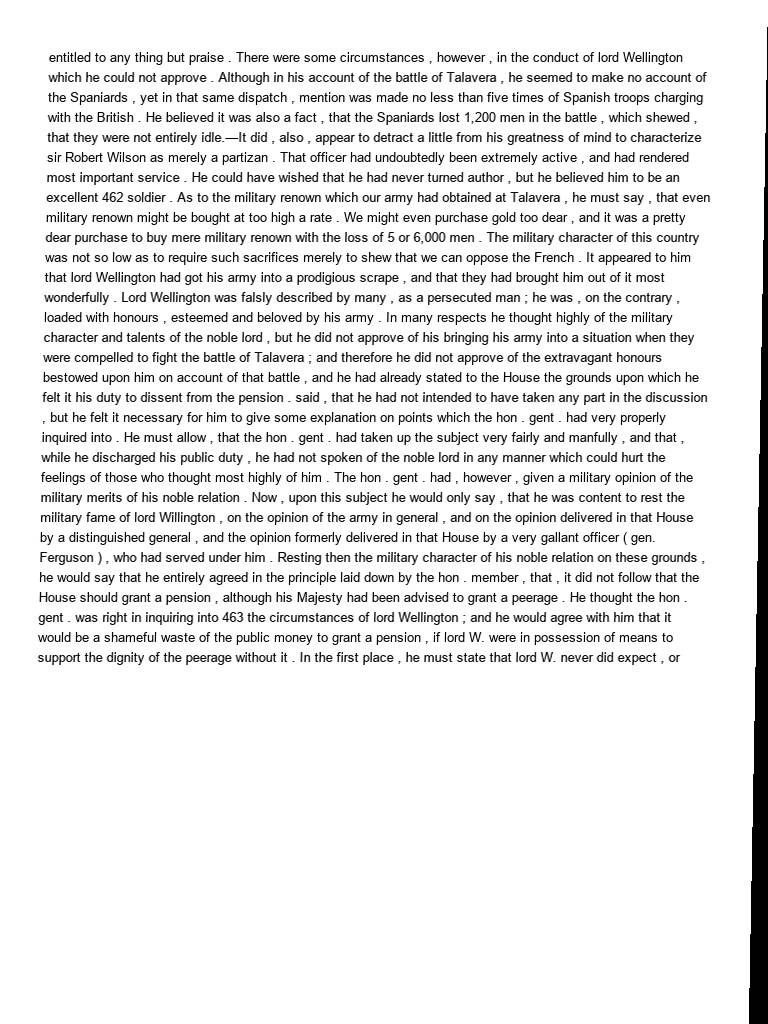 entitled to any thing but praise . There were some circumstances , however , in the conduct of lord Wellington
which he could not approve . Although in his account of the battle of Talavera , he seemed to make no account of
the Spaniards , yet in that same dispatch , mention was made no less than five times of Spanish troops charging
with the British . He believed it was also a fact , that the Spaniards lost 1,200 men in the battle , which shewed ,
that they were not entirely idle.—It did , also , appear to detract a little from his greatness of mind to characterize
sir Robert Wilson as merely a partizan . That officer had undoubtedly been extremely active , and had rendered
most important service . He could have wished that he had never turned author , but he believed him to be an
excellent 462 soldier . As to the military renown which our army had obtained at Talavera , he must say , that even
military renown might be bought at too high a rate . We might even purchase gold too dear , and it was a pretty
dear purchase to buy mere military renown with the loss of 5 or 6,000 men . The military character of this country
was not so low as to require such sacrifices merely to shew that we can oppose the French . It appeared to him
that lord Wellington had got his army into a prodigious scrape , and that they had brought him out of it most
wonderfully . Lord Wellington was falsly described by many , as a persecuted man ; he was , on the contrary ,
loaded with honours , esteemed and beloved by his army . In many respects he thought highly of the military
character and talents of the noble lord , but he did not approve of his bringing his army into a situation when they
were compelled to fight the battle of Talavera ; and therefore he did not approve of the extravagant honours
bestowed upon him on account of that battle , and he had already stated to the House the grounds upon which he
felt it his duty to dissent from the pension . said , that he had not intended to have taken any part in the discussion
, but he felt it necessary for him to give some explanation on points which the hon . gent . had very properly
inquired into . He must allow , that the hon . gent . had taken up the subject very fairly and manfully , and that ,
while he discharged his public duty , he had not spoken of the noble lord in any manner which could hurt the
feelings of those who thought most highly of him . The hon . gent . had , however , given a military opinion of the
military merits of his noble relation . Now , upon this subject he would only say , that he was content to rest the
military fame of lord Willington , on the opinion of the army in general , and on the opinion delivered in that House
by a distinguished general , and the opinion formerly delivered in that House by a very gallant officer ( gen.
Ferguson ) , who had served under him . Resting then the military character of his noble relation on these grounds ,
he would say that he entirely agreed in the principle laid down by the hon . member , that , it did not follow that the
House should grant a pension , although his Majesty had been advised to grant a peerage . He thought the hon .
gent . was right in inquiring into 463 the circumstances of lord Wellington ; and he would agree with him that it
would be a shameful waste of the public money to grant a pension , if lord W. were in possession of means to
support the dignity of the peerage without it . In the first place , he must state that lord W. never did expect , or